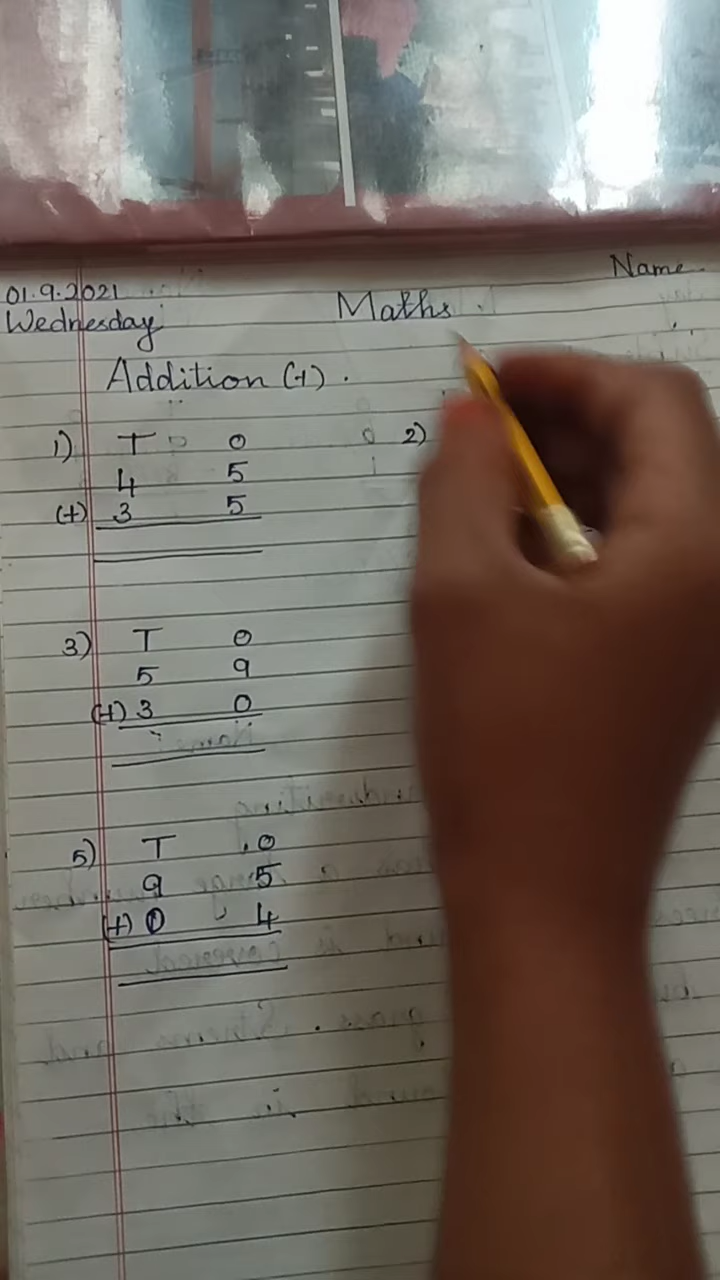 Name
01.9.2021
Maths.
Wednesday
Addition (+).
1) T O
4 5
(+) 3 5
2)
3) T O
5 9
(+) 3 0
5) T O
9 5
(+) 0 4